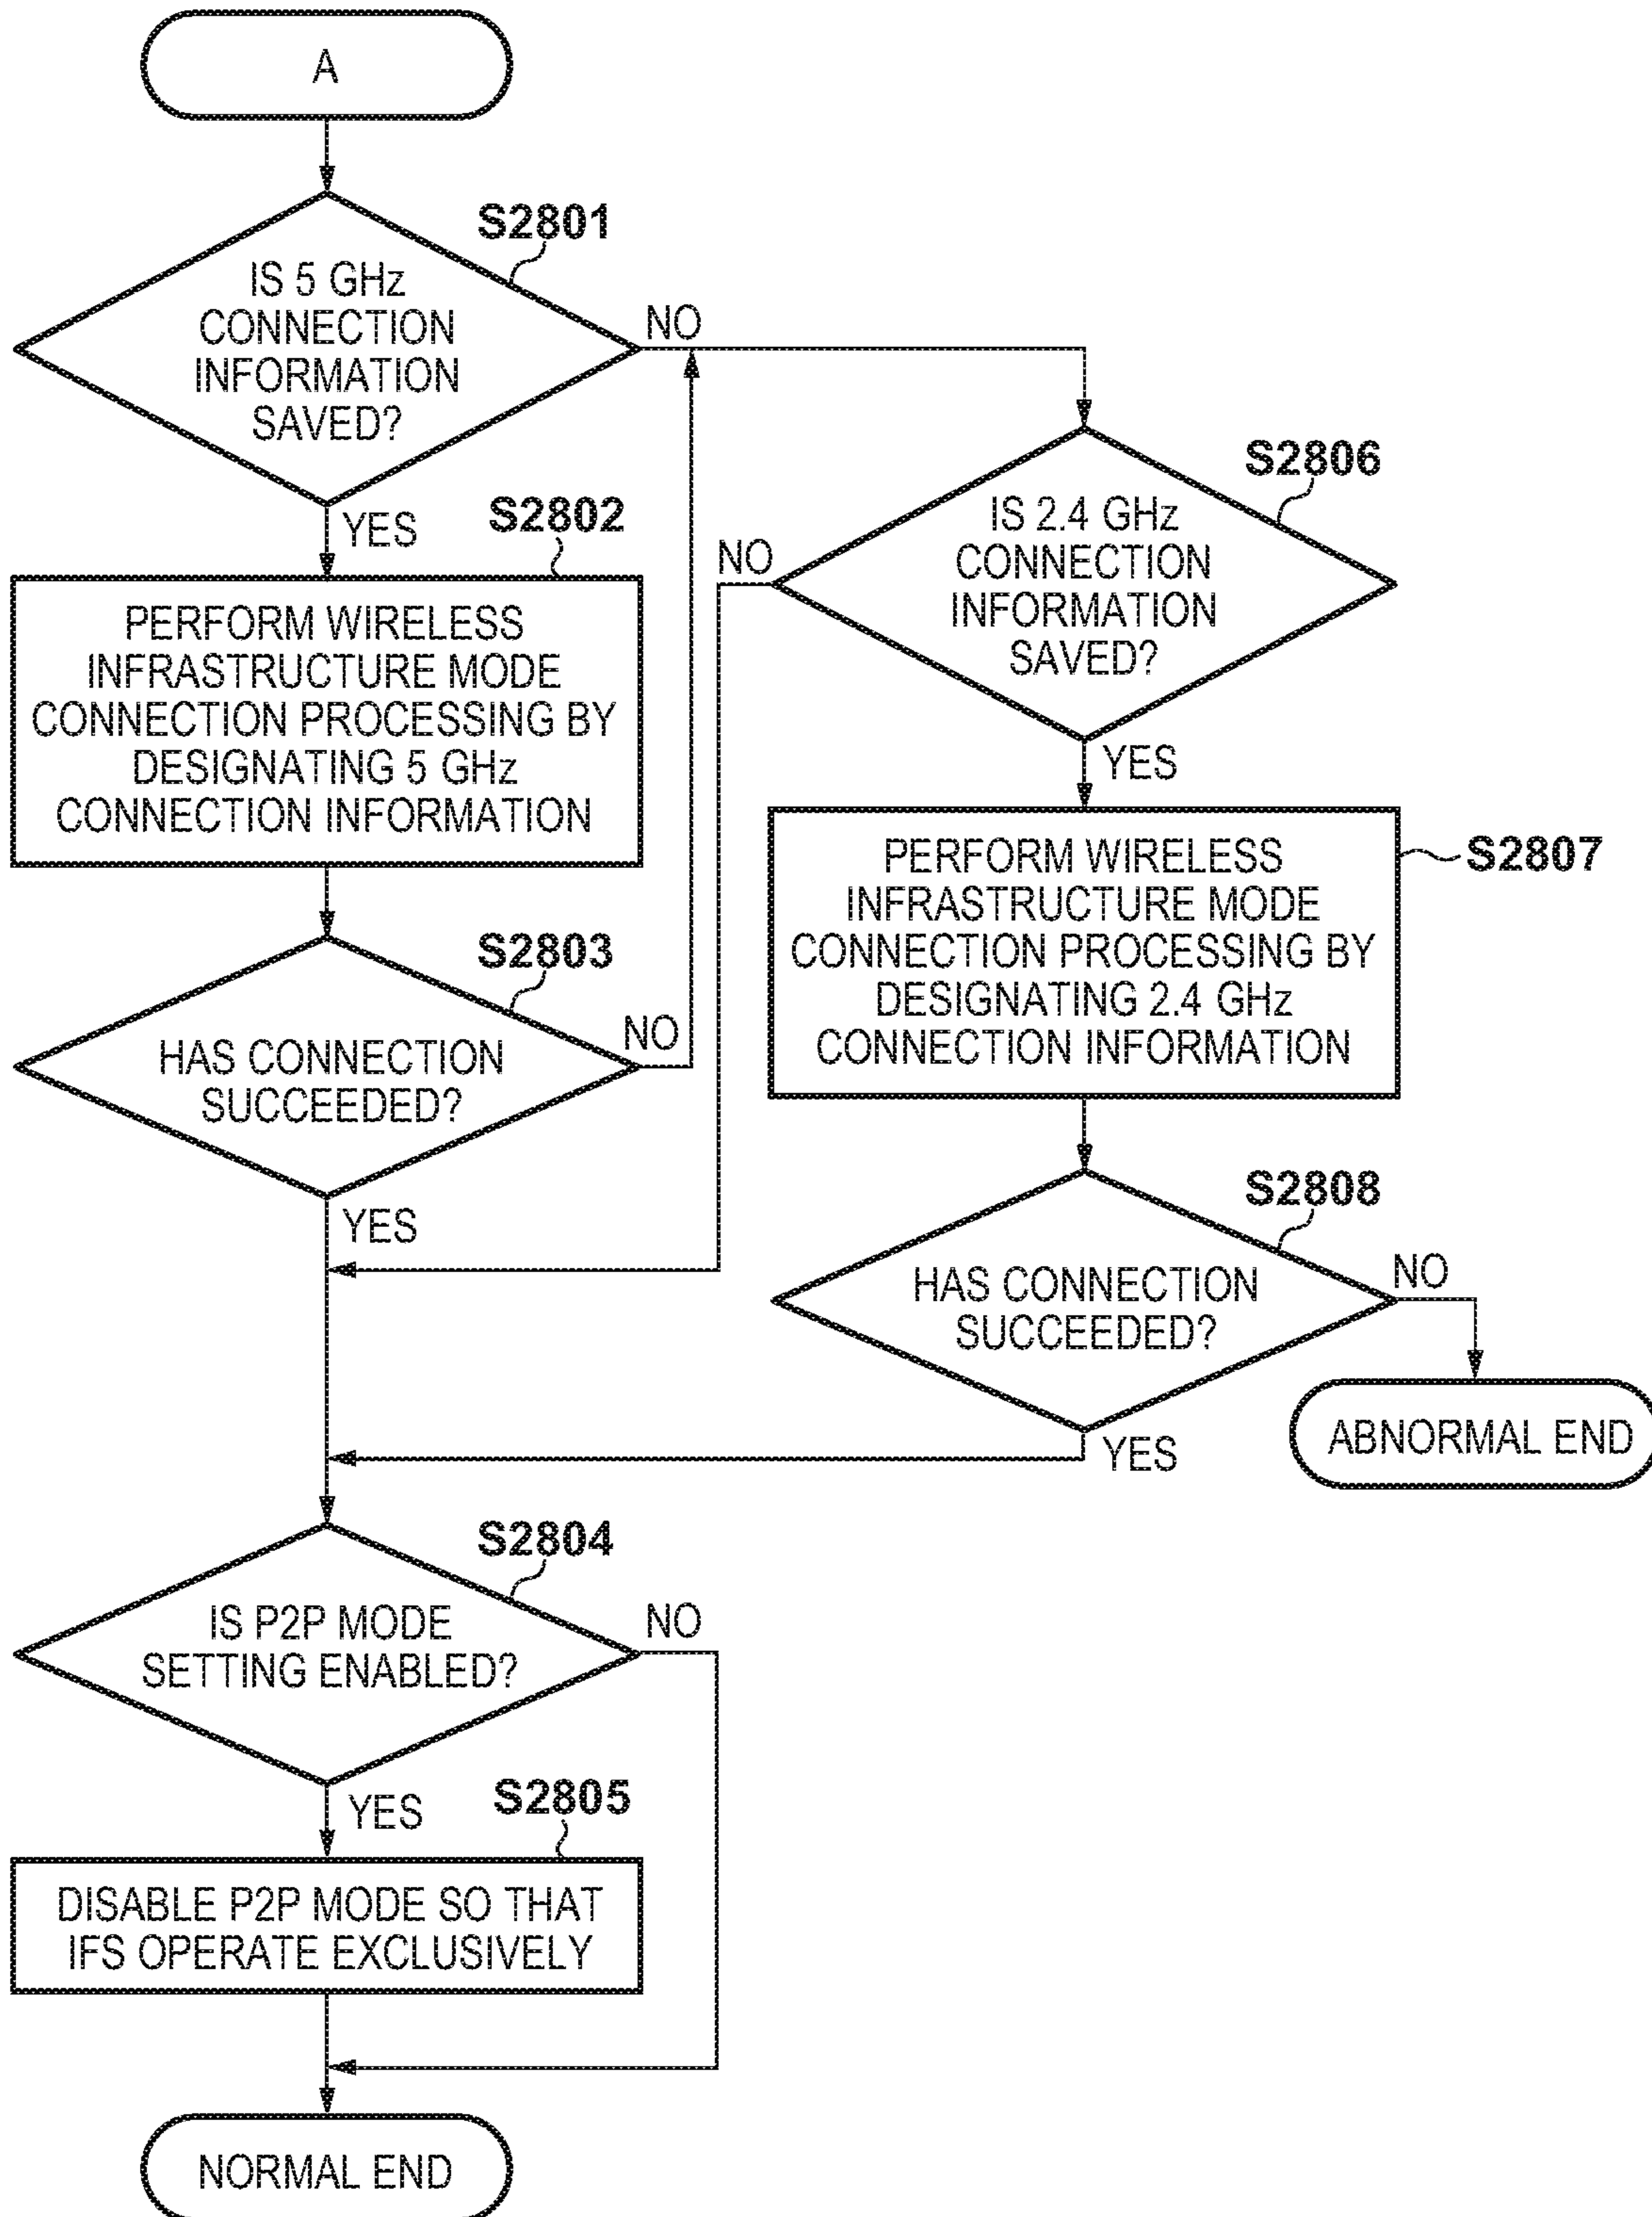 A
S2801
IS 5 GHz
CONNECTION
INFORMATION
SAVED?
NO
YES
S2802
PERFORM WIRELESS
INFRASTRUCTURE MODE
CONNECTION PROCESSING BY
DESIGNATING 5 GHz
CONNECTION INFORMATION
S2803
HAS CONNECTION
SUCCEEDED?
NO
YES
S2806
IS 2.4 GHz
CONNECTION
INFORMATION
SAVED?
NO
YES
S2807
PERFORM WIRELESS
INFRASTRUCTURE MODE
CONNECTION PROCESSING BY
DESIGNATING 2.4 GHz
CONNECTION INFORMATION
S2808
HAS CONNECTION
SUCCEEDED?
NO
ABNORMAL END
YES
S2804
IS P2P MODE
SETTING ENABLED?
NO
YES
S2805
DISABLE P2P MODE SO THAT
IFS OPERATE EXCLUSIVELY
NORMAL END